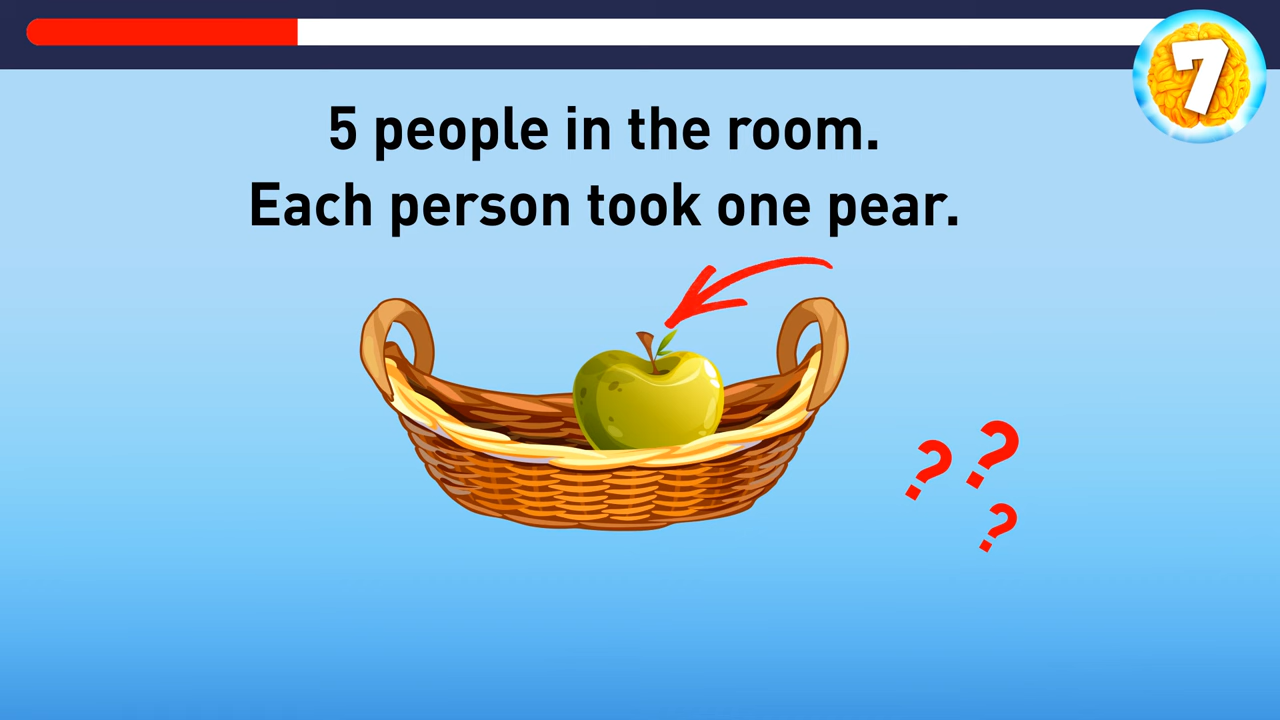 7
5 people in the room.
Each person took one pear.
? ?
?